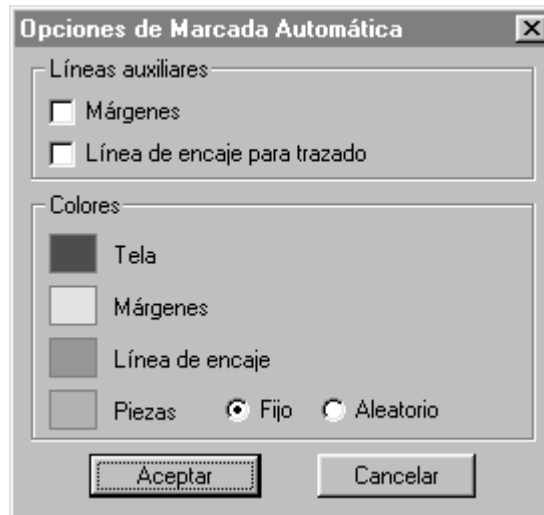 Opciones de Marcada Automática
Líneas auxiliares
Márgenes
Línea de encaje para trazado
Colores
Tela
Márgenes
Línea de encaje
Piezas Fijo Aleatorio
Aceptar Cancelar